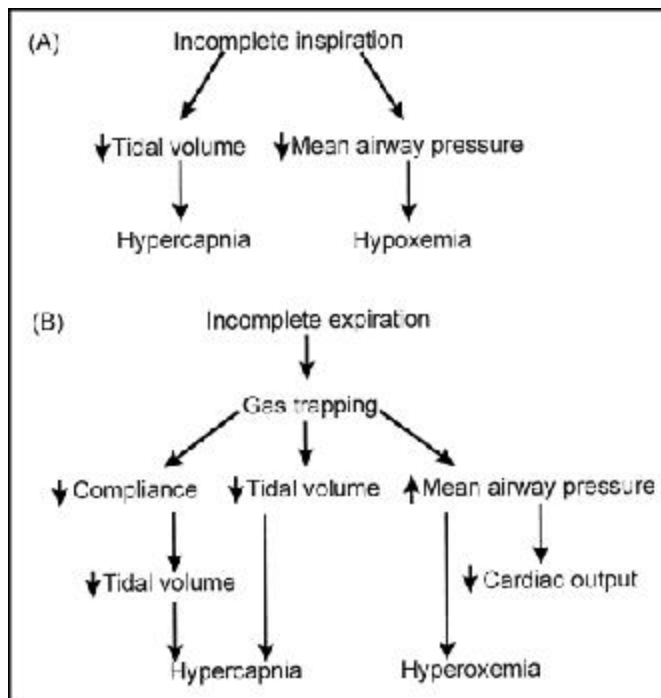 (A)
Incomplete inspiration
↓Tidal volume ↓Mean airway pressure
Hypercapnia Hypoxemia
(B)
Incomplete expiration
Gas trapping
↓Compliance ↓Tidal volume ↑Mean airway pressure
↓Tidal volume ↓Cardiac output
Hypercapnia Hyperoxemia